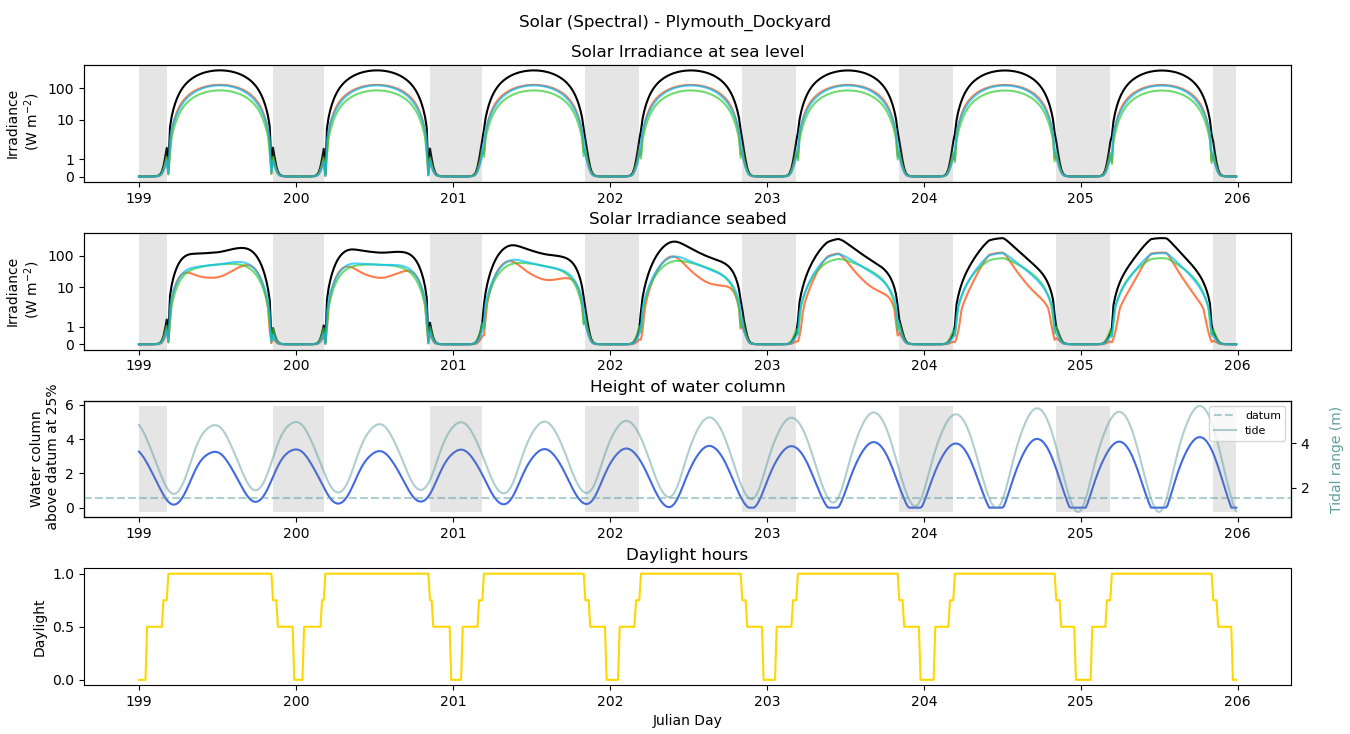 Solar (Spectral) - Plymouth_Dockyard
Solar Irradiance at sea level
Irradiance
(W m⁻²)
100
10
1
0
199 200 201 202 203 204 205 206
Solar Irradiance seabed
Irradiance
(W m⁻²)
100
10
1
0
199 200 201 202 203 204 205 206
Height of water column
Water column
above datum at 25%
6
4
2
0
datum
tide
4
2
Tidal range (m)
199 200 201 202 203 204 205 206
Daylight hours
Daylight
1.0
0.5
0.0
199 200 201 202 203 204 205 206
Julian Day